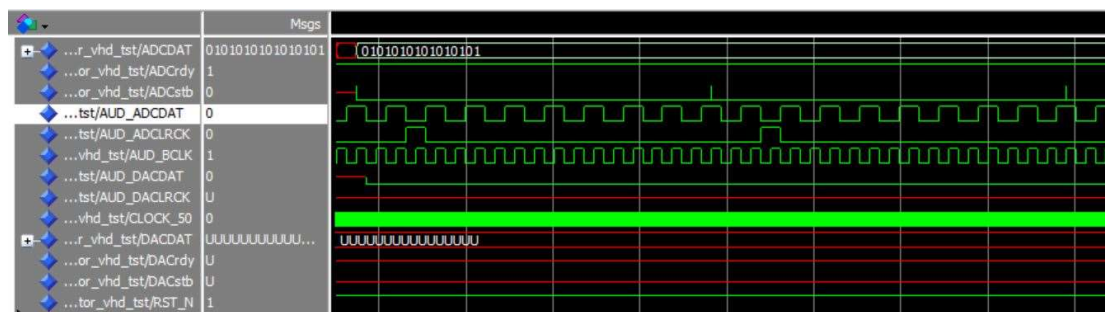 Msgs
...r_vhd_tst/ADCDAT 0101010101010101 0101010101010101
...or_vhd_tst/ADCrdy 1
...or_vhd_tst/ADCstb 0
...tst/AUD_ADCDAT 0
...tst/AUD_ADCLRCK 0
...vhd_tst/AUD_BCLK 1
...tst/AUD_DACDAT 0
...tst/AUD_DACLRCK U
...vhd_tst/CLOCK_50 0
...r_vhd_tst/DACDAT UUUUUUUUUUU... UUUUUUUUUUUUUUUU
...or_vhd_tst/DACrdy U
...or_vhd_tst/DACstb U
...tor_vhd_tst/RST_N 1